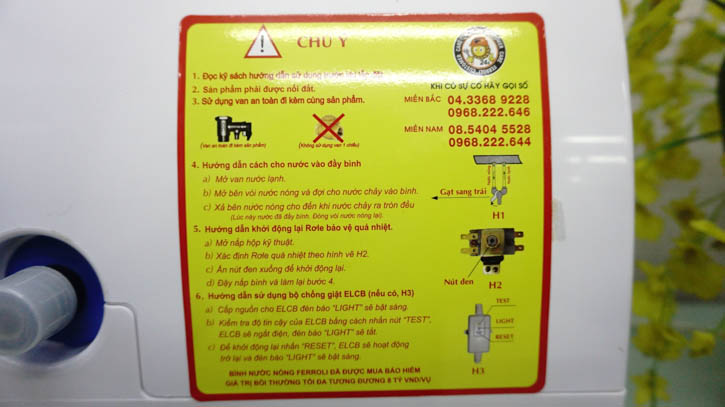 CHÚ Ý
1. Đọc kỹ sách hướng dẫn sử dụng trước khi lắp đặt.
2. Sản phẩm phải được nối đất.
3. Sử dụng van an toàn đi kèm cùng sản phẩm.
(Van an toàn đi kèm sản phẩm)
(Không sử dụng van 1 chiều)
KHI CÓ SỰ CỐ HÃY GỌI SỐ
MIỀN BẮC 04.3368 9228
0968.222.646
MIỀN NAM 08.5404 5528
0968.222.644
4. Hướng dẫn cách cho nước vào đầy bình
a) Mở van nước lạnh.
b) Mở bên vòi nước nóng và đợi cho nước chảy vào bình.
c) Xả bên nước nóng cho đến khi nước chảy ra tròn đều
(Lúc này nước đã đầy bình. Đóng vòi nước nóng lại).
Gạt sang trái
H1
5. Hướng dẫn khởi động lại Rơle bảo vệ quá nhiệt.
a) Mở nắp hộp kỹ thuật.
b) Xác định Rơle quá nhiệt theo hình vẽ H2.
c) Ấn nút đen xuống để khởi động lại.
d) Đậy nắp bình và làm lại bước 4.
Nút đen
H2
6. Hướng dẫn sử dụng bộ chống giật ELCB (nếu có, H3)
a) Cấp nguồn cho ELCB đèn báo "LIGHT" sẽ bật sáng.
b) Kiểm tra độ tin cậy của ELCB bằng cách nhấn nút "TEST",
ELCB sẽ ngắt điện, đèn báo "LIGHT" sẽ tắt.
c) Để khởi động lại nhấn "RESET", ELCB sẽ hoạt động
trở lại và đèn báo "LIGHT" sẽ bật sáng.
TEST
LIGHT
RESET
H3
BÌNH NƯỚC NÓNG FERROLI ĐÃ ĐƯỢC MUA BẢO HIỂM
GIÁ TRỊ BỒI THƯỜNG TỐI ĐA TƯƠNG ĐƯƠNG 8 TỶ VND/VỤ